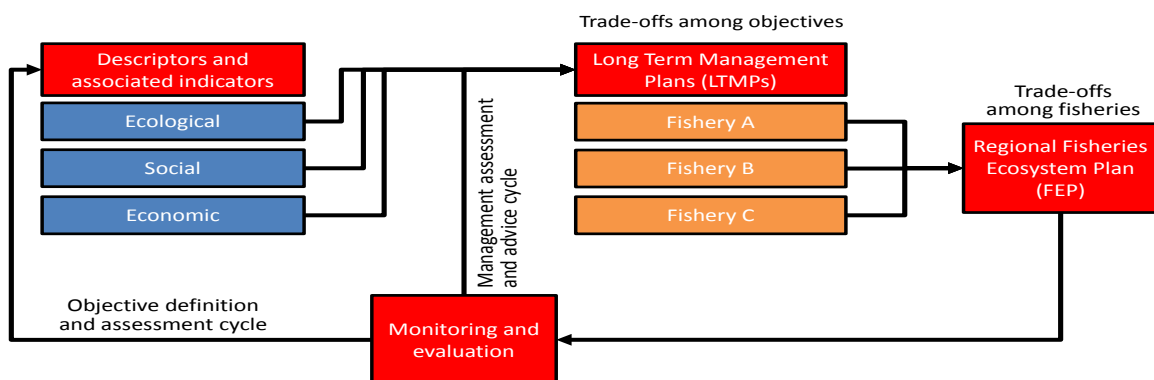 Trade-offs among objectives
Descriptors and
associated indicators
Ecological
Social
Economic
Long Term Management
Plans (LTMPs)
Fishery A
Fishery B
Fishery C
Trade-offs
among fisheries
Regional Fisheries
Ecosystem Plan
(FEP)
Management assessment
and advice cycle
Objective definition
and assessment cycle
Monitoring and
evaluation